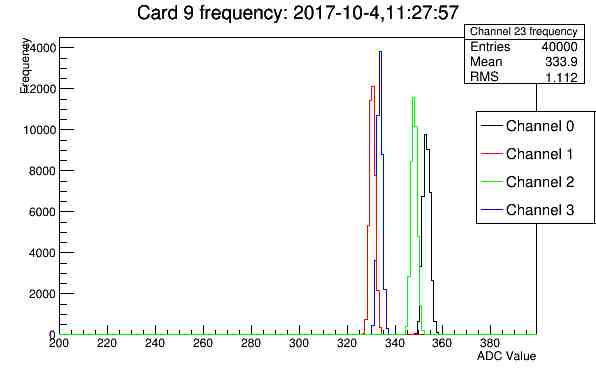 Card 9 frequency: 2017-10-4,11:27:57
Channel 23 frequency
Entries 40000
Mean 333.9
RMS 1.112
Frequency
14000
12000
10000
8000
6000
4000
2000
0
Channel 0
Channel 1
Channel 2
Channel 3
200 220 240 260 280 300 320 340 360 380
ADC Value